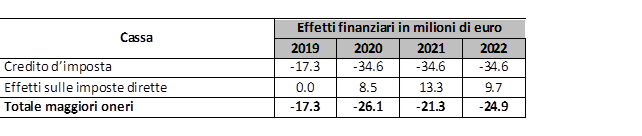 Cassa Effetti finanziari in milioni di euro
2019 2020 2021 2022
Credito d'imposta -17.3 -34.6 -34.6 -34.6
Effetti sulle imposte dirette 0.0 8.5 13.3 9.7
Totale maggiori oneri -17.3 -26.1 -21.3 -24.9